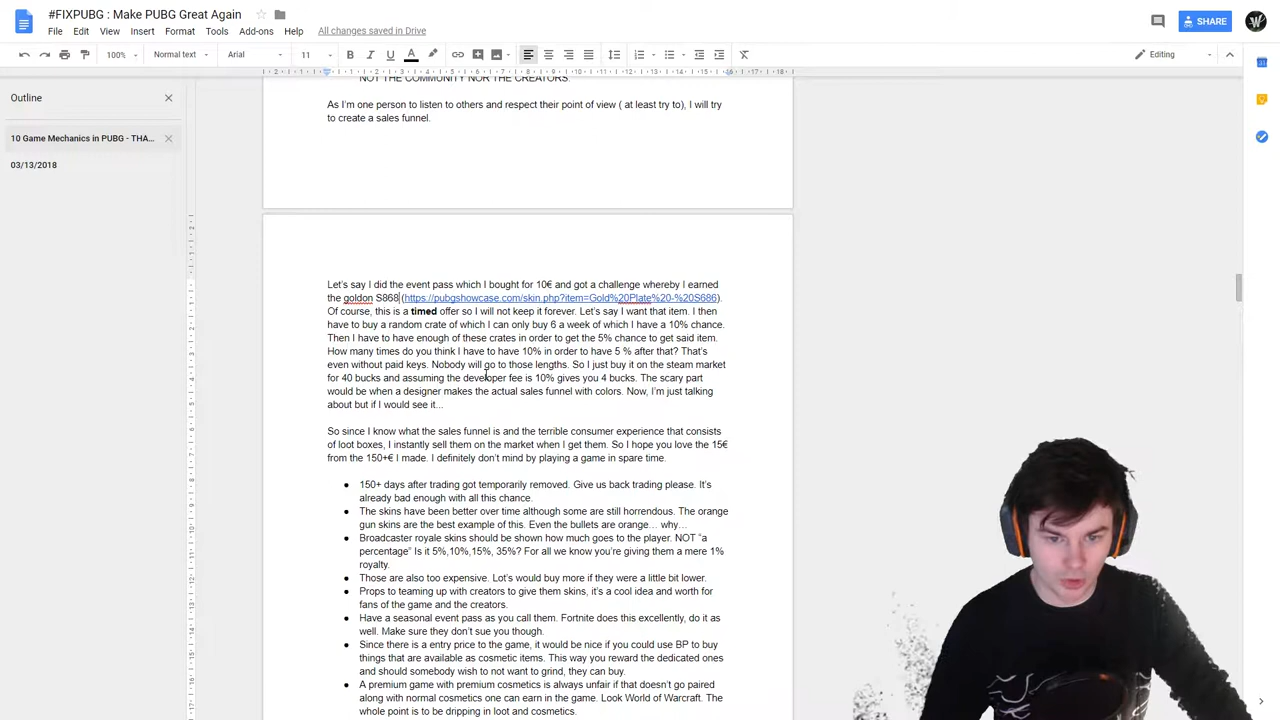 #FIXPUBG : Make PUBG Great Again
File Edit View Insert Format Tools Add-ons Help All changes saved in Drive
SHARE
100% Normal text Arial 11 Editing
Outline
10 Game Mechanics in PUBG - THA...
03/13/2018
NOT THE COMMUNITY NOR THE CREATORS.
As I'm one person to listen to others and respect their point of view ( at least try to), I will try
to create a sales funnel.
Let's say I did the event pass which I bought for 10€ and got a challenge whereby I earned
the goldon S868 (https://pubgshowcase.com/skin.php?item=Gold%20Plate%20-%20S686).
Of course, this is a timed offer so I will not keep it forever. Let's say I want that item. I then
have to buy a random crate of which I can only buy 6 a week of which I have a 10% chance.
Then I have to have enough of these crates in order to get the 5% chance to get said item.
How many times do you think I have to have 10% in order to have 5 % after that? That's
even without paid keys. Nobody will go to those lengths. So I just buy it on the steam market
for 40 bucks and assuming the developer fee is 10% gives you 4 bucks. The scary part
would be when a designer makes the actual sales funnel with colors. Now, I'm just talking
about but if I would see it...
So since I know what the sales funnel is and the terrible consumer experience that consists
of loot boxes, I instantly sell them on the market when I get them. So I hope you love the 15€
from the 150+€ I made. I definitely don't mind by playing a game in spare time.
● 150+ days after trading got temporarily removed. Give us back trading please. It's
already bad enough with all this chance.
● The skins have been better over time although some are still horrendous. The orange
gun skins are the best example of this. Even the bullets are orange... why...
● Broadcaster royale skins should be shown how much goes to the player. NOT "a
percentage" Is it 5%,10%,15%, 35%? For all we know you're giving them a mere 1%
royalty.
● Those are also too expensive. Lot's would buy more if they were a little bit lower.
● Props to teaming up with creators to give them skins, it's a cool idea and worth for
fans of the game and the creators.
● Have a seasonal event pass as you call them. Fortnite does this excellently, do it as
well. Make sure they don't sue you though.
● Since there is a entry price to the game, it would be nice if you could use BP to buy
things that are available as cosmetic items. This way you reward the dedicated ones
and should somebody wish to not want to grind, they can buy.
● A premium game with premium cosmetics is always unfair if that doesn't go paired
along with normal cosmetics one can earn in the game. Look World of Warcraft. The
whole point is to be dripping in loot and cosmetics.